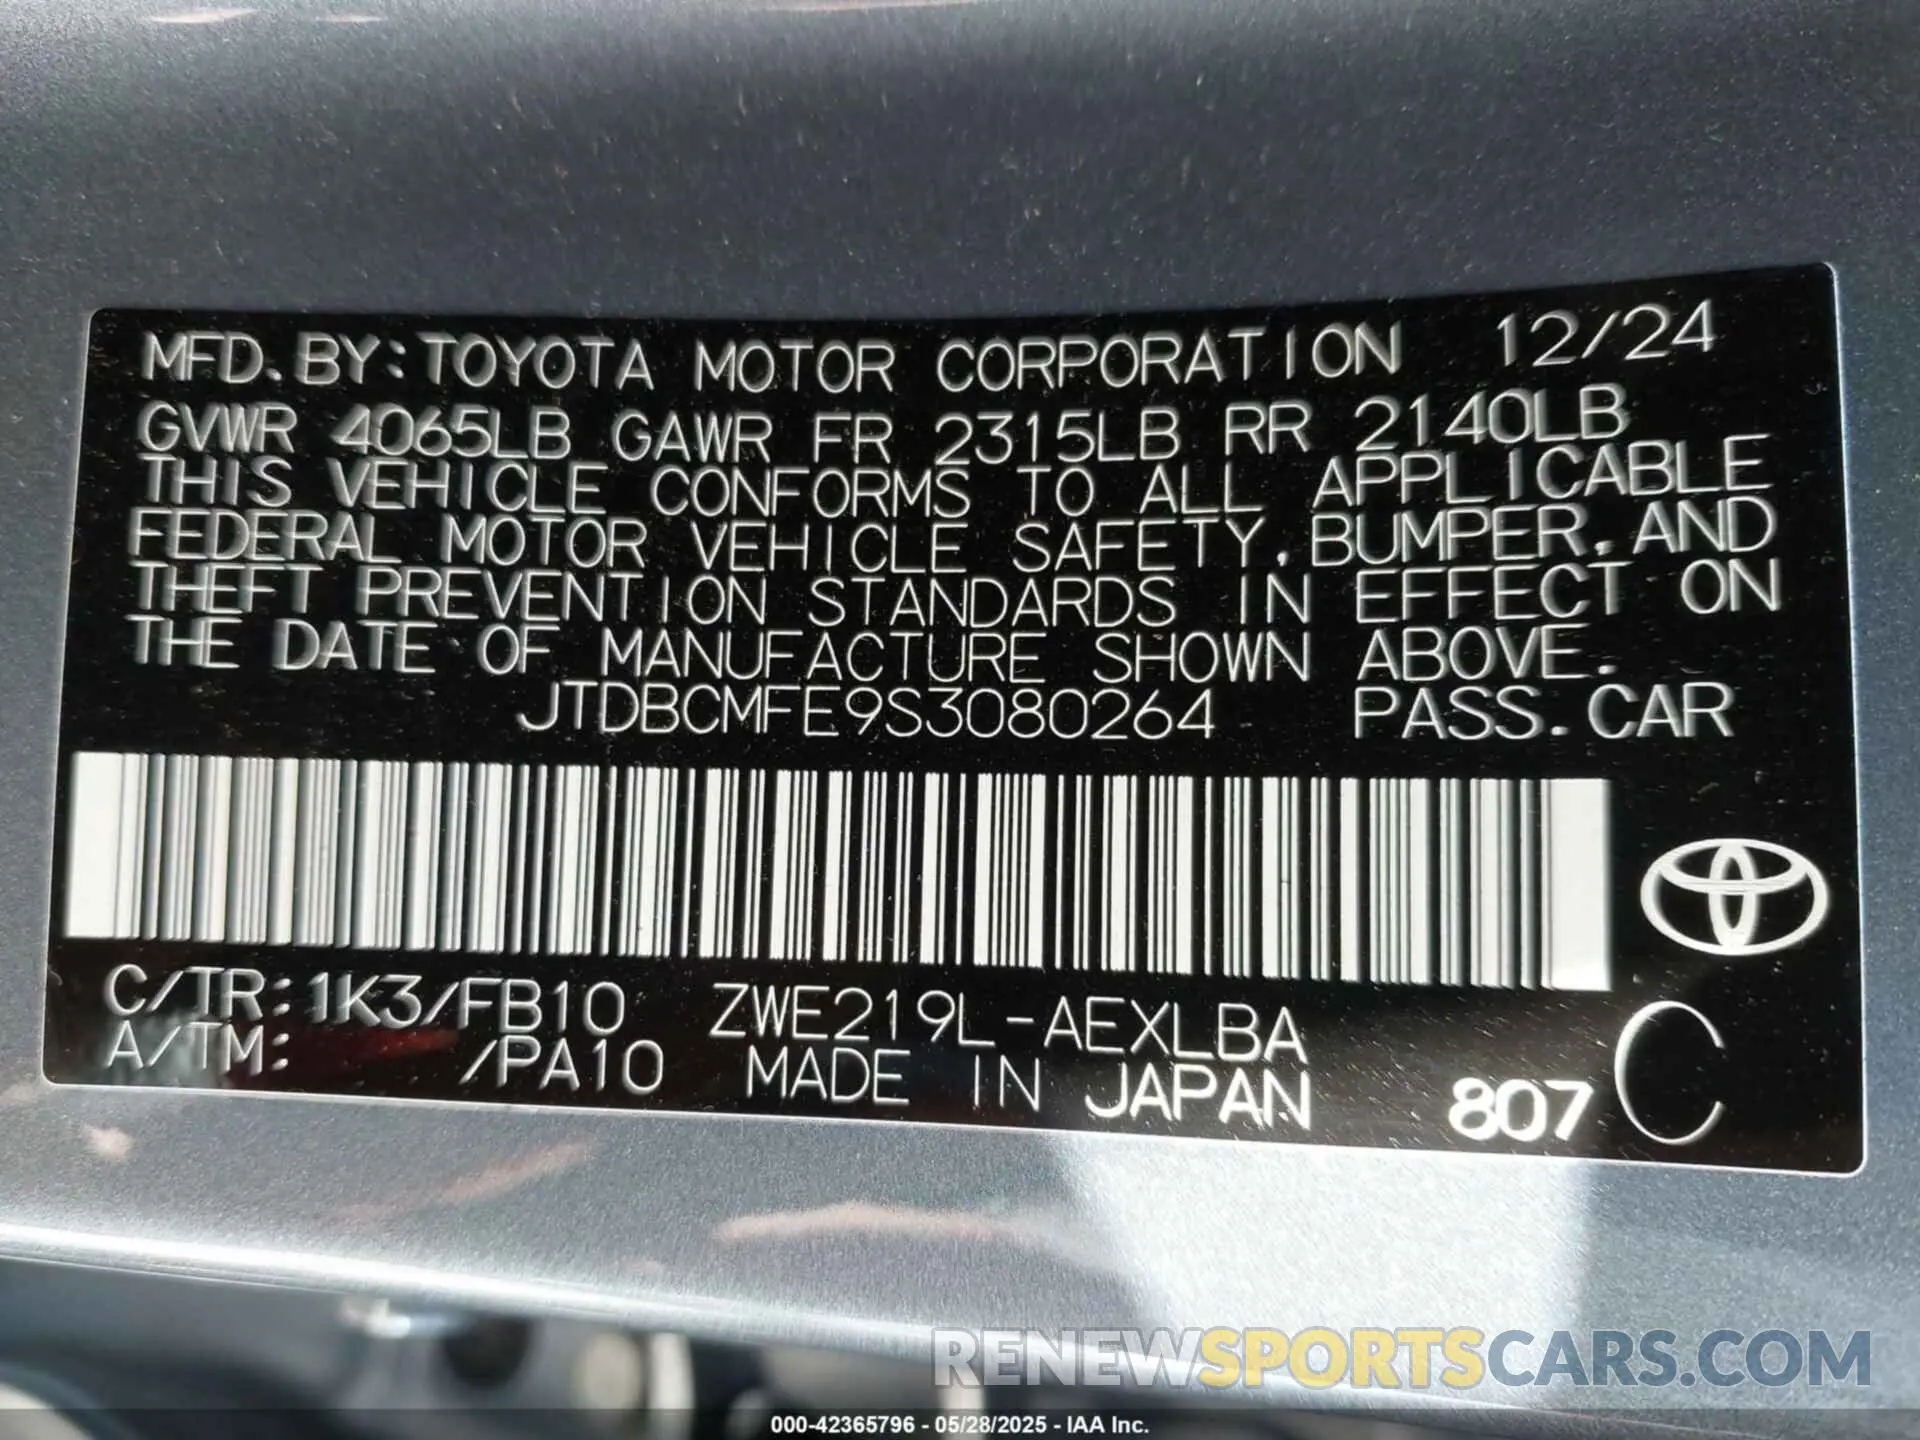 MFD. BY: TOYOTA MOTOR CORPORATION 12/24
GVWR 4065LB GAWR FR 2315LB RR 2140LB
THIS VEHICLE CONFORMS TO ALL APPLICABLE
FEDERAL MOTOR VEHICLE SAFETY, BUMPER, AND
THEFT PREVENTION STANDARDS IN EFFECT ON
THE DATE OF MANUFACTURE SHOWN ABOVE.
JTDBCMFE9S3080264 PASS. CAR
C/TR: 1K3/FB10 ZWE219L-AEXLBA
A/TM: /PA10 MADE IN JAPAN 807 C
RENEWSPORTSCARS.COM
000-42365796 - 05/28/2025 - IAA Inc.